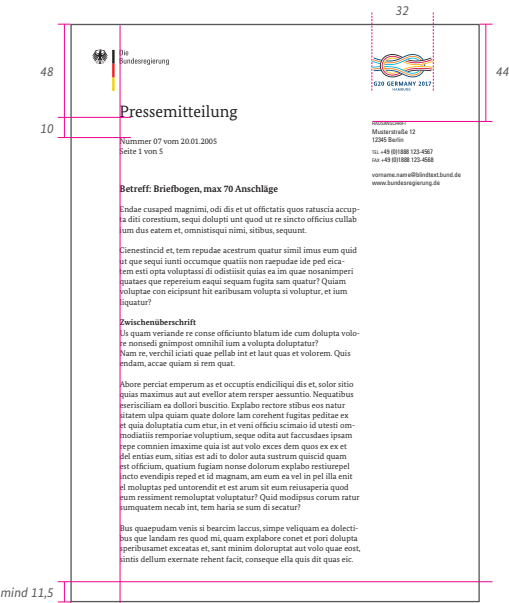 32
48
44
Die
Bundesregierung
G20 GERMANY 2017
HAMBURG
Pressemitteilung
10
HAUSANSCHRIFT
Musterstraße 12
12345 Berlin
TEL +49 (0)1888 123-4567
FAX +49 (0)1888 123-4568
vorname.name@blindtext.bund.de
www.bundesregierung.de
Nummer 07 vom 20.01.2005
Seite 1 von 5
Betreff: Briefbogen, max 70 Anschläge
Endae cusaped magnimi, odi dis et ut offictatis quos ratuscia accup-
ta diti corestium, sequi dolupti unt quod ut re sincto officius cullab
ium dus eatem et, omnistisqui nimi, sitibus, sequunt.
Cienestincid et, tem repudae acestrum quatur simil imus eum quid
ut que sequi iunti occumque quatiis non raepudae ide ped eica-
tem esti opta voluptassi di odistiisit quias ea im quae nosanimperi
quataes que repereium eaqui sequam fugita sam quatur? Quiam
voluptae con eicipsunt hit earibusam volupta si voluptur, et ium
liquatur?
Zwischenüberschrift
Us quam veriande re conse officiunto blatum ide cum dolupta volo-
re nonsedi gnimpost omnihil ium a volupta doluptatur?
Nam re, verchil iciati quae pellab int et laut quas et volorem. Quis
endam, accae quiam si rem quat.
Abore perciat emperum as et occuptis endiciliqui dis et, solor sitio
quias maximus aut aut evellor atem rersper aessuntio. Nequatibus
eserisciliam ea dollori buscitio. Explabo rectore stibus eos natur
sitatem ulpa quiam quate dolore lam corehent fugitas peditae ex
et quia doluptatia cum etur, in et veni officiu scimaio id utesti om-
modiatiis remporiae voluptium, seque odita aut faccusdaes ipsam
repe comnien imaxime quia ist aut volo exces dem quos ex ex et
del entias eum, sitias est adi to dolor auta sustrum quiscid quam
est officium, quatium fugiam nonse dolorum explabo restiurepel
incto evendipis reped et id magnam, am eum ea vel in pel illa enit
el moluptas ped untorendit et est arum sit eum reiusaperia quod
eum ressiment remoluptat voluptatur? Quid modipsus corum ratur
sumquatem necab int, tem haria se sum di secatur?
Bus quaepudam venis si bearcim laccus, simpe veliquam ea dolecti-
bus que landam res quod mi, quam explabore conet et pori dolupta
speribusamet exceatas et, sant minim doloruptat aut volo quae eost,
sintis dellum exernate rehent facit, conseque ella quis dit quas eic.
mind 11,5